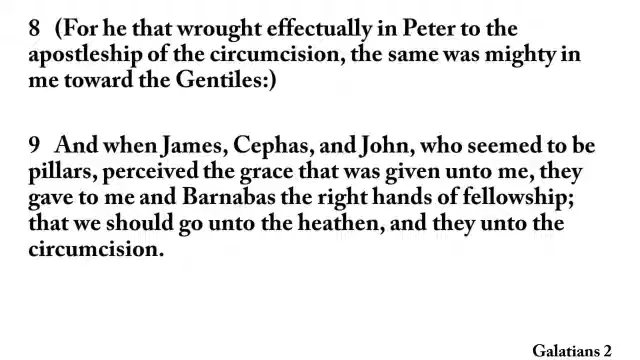 8 (For he that wrought effectually in Peter to the
apostleship of the circumcision, the same was mighty in
me toward the Gentiles:)
9 And when James, Cephas, and John, who seemed to be
pillars, perceived the grace that was given unto me, they
gave to me and Barnabas the right hands of fellowship;
that we should go unto the heathen, and they unto the
circumcision.
Galatians 2